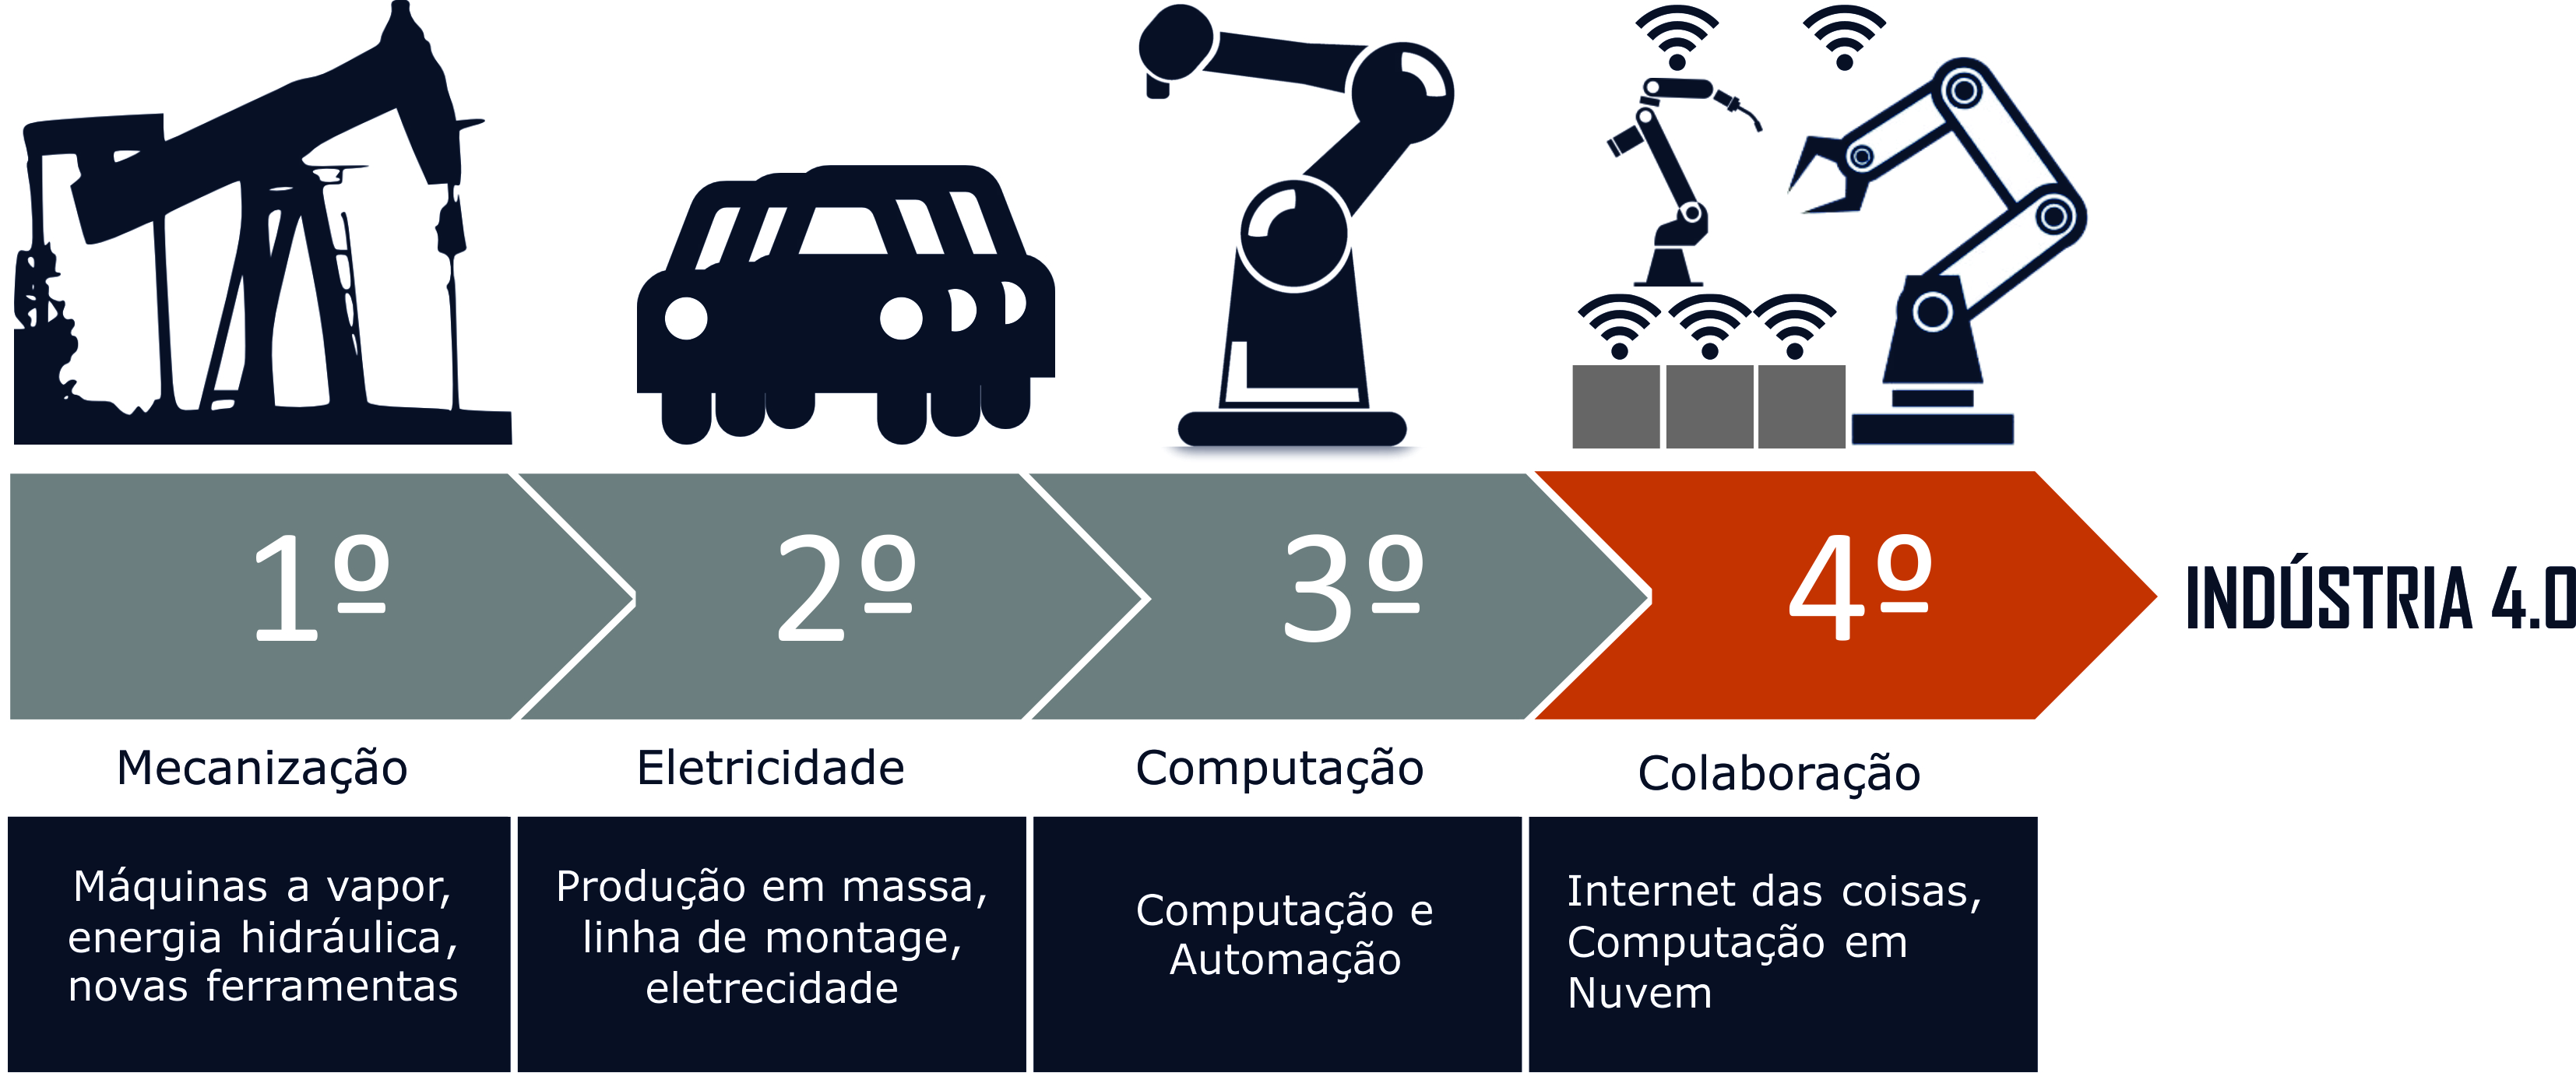 1º
2º
3º
4º
INDÚSTRIA 4.0
Mecanização
Eletricidade
Computação
Colaboração
Máquinas a vapor,
energia hidráulica,
novas ferramentas
Produção em massa,
linha de montage,
eletrecidade
Computação e
Automação
Internet das coisas,
Computação em
Nuvem